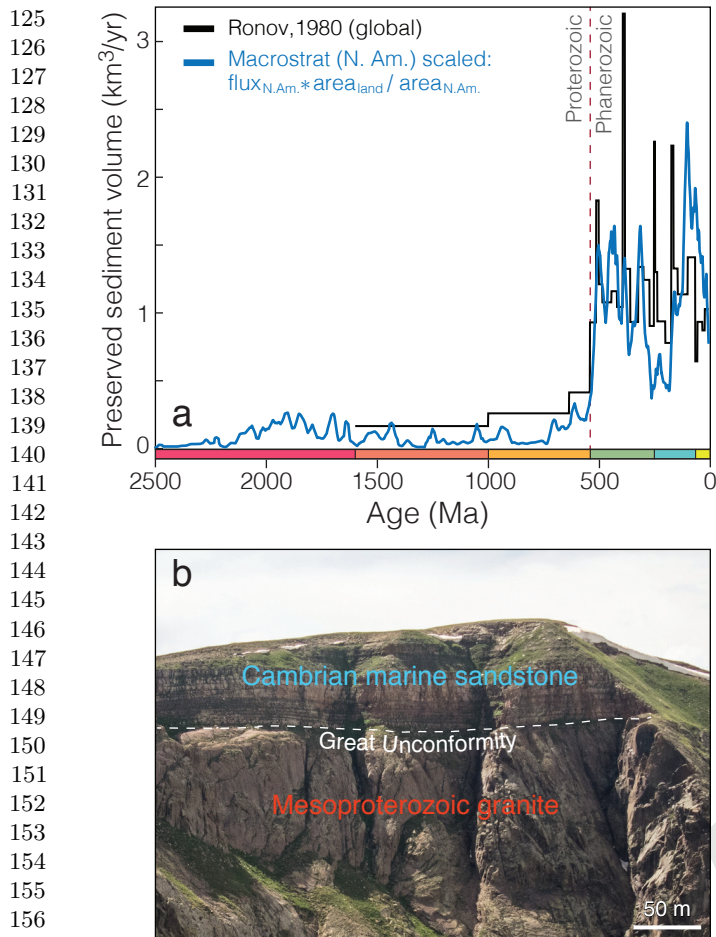 125
126
127
128
129
130
131
132
133
134
135
136
137
138
139
140
141
142
143
144
145
146
147
148
149
150
151
152
153
154
155
156
Preserved sediment volume (km³/yr)
3
2
1
0
Ronov,1980 (global)
Macrostrat (N. Am.) scaled:
flux_N.Am.*area_land / area_N.Am.
Proterozoic
Phanerozoic
a
2500 2000 1500 1000 500 0
Age (Ma)
b
Cambrian marine sandstone
Great Unconformity
Mesoproterozoic granite
50 m